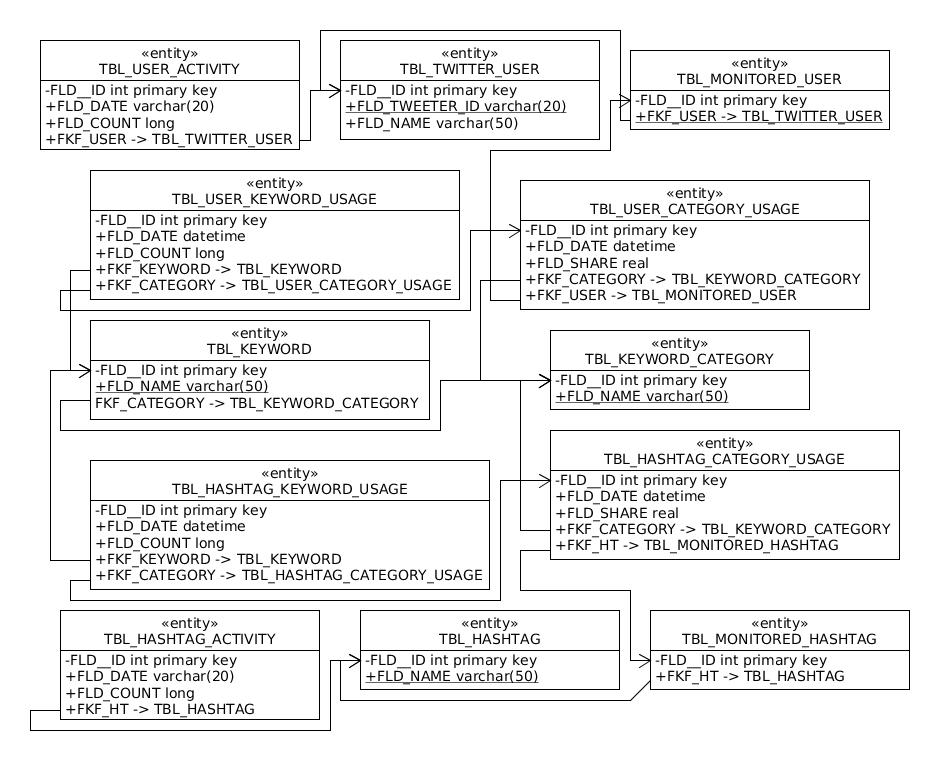 «entity»
TBL_USER_ACTIVITY
-FLD__ID int primary key
+FLD_DATE varchar(20)
+FLD_COUNT long
+FKF_USER -> TBL_TWITTER_USER
«entity»
TBL_TWITTER_USER
-FLD__ID int primary key
+FLD_TWEETER_ID varchar(20)
+FLD_NAME varchar(50)
«entity»
TBL_MONITORED_USER
-FLD__ID int primary key
+FKF_USER -> TBL_TWITTER_USER
«entity»
TBL_USER_KEYWORD_USAGE
-FLD__ID int primary key
+FLD_DATE datetime
+FLD_COUNT long
+FKF_KEYWORD -> TBL_KEYWORD
+FKF_CATEGORY -> TBL_USER_CATEGORY_USAGE
«entity»
TBL_USER_CATEGORY_USAGE
-FLD__ID int primary key
+FLD_DATE datetime
+FLD_SHARE real
+FKF_CATEGORY -> TBL_KEYWORD_CATEGORY
+FKF_USER -> TBL_MONITORED_USER
«entity»
TBL_KEYWORD
-FLD__ID int primary key
+FLD_NAME varchar(50)
FKF_CATEGORY -> TBL_KEYWORD_CATEGORY
«entity»
TBL_KEYWORD_CATEGORY
-FLD__ID int primary key
+FLD_NAME varchar(50)
«entity»
TBL_HASHTAG_KEYWORD_USAGE
-FLD__ID int primary key
+FLD_DATE datetime
+FLD_COUNT long
+FKF_KEYWORD -> TBL_KEYWORD
+FKF_CATEGORY -> TBL_HASHTAG_CATEGORY_USAGE
«entity»
TBL_HASHTAG_CATEGORY_USAGE
-FLD__ID int primary key
+FLD_DATE datetime
+FLD_SHARE real
+FKF_CATEGORY -> TBL_KEYWORD_CATEGORY
+FKF_HT -> TBL_MONITORED_HASHTAG
«entity»
TBL_HASHTAG_ACTIVITY
-FLD__ID int primary key
+FLD_DATE varchar(20)
+FLD_COUNT long
+FKF_HT -> TBL_HASHTAG
«entity»
TBL_HASHTAG
-FLD__ID int primary key
+FLD_NAME varchar(50)
«entity»
TBL_MONITORED_HASHTAG
-FLD__ID int primary key
+FKF_HT -> TBL_HASHTAG